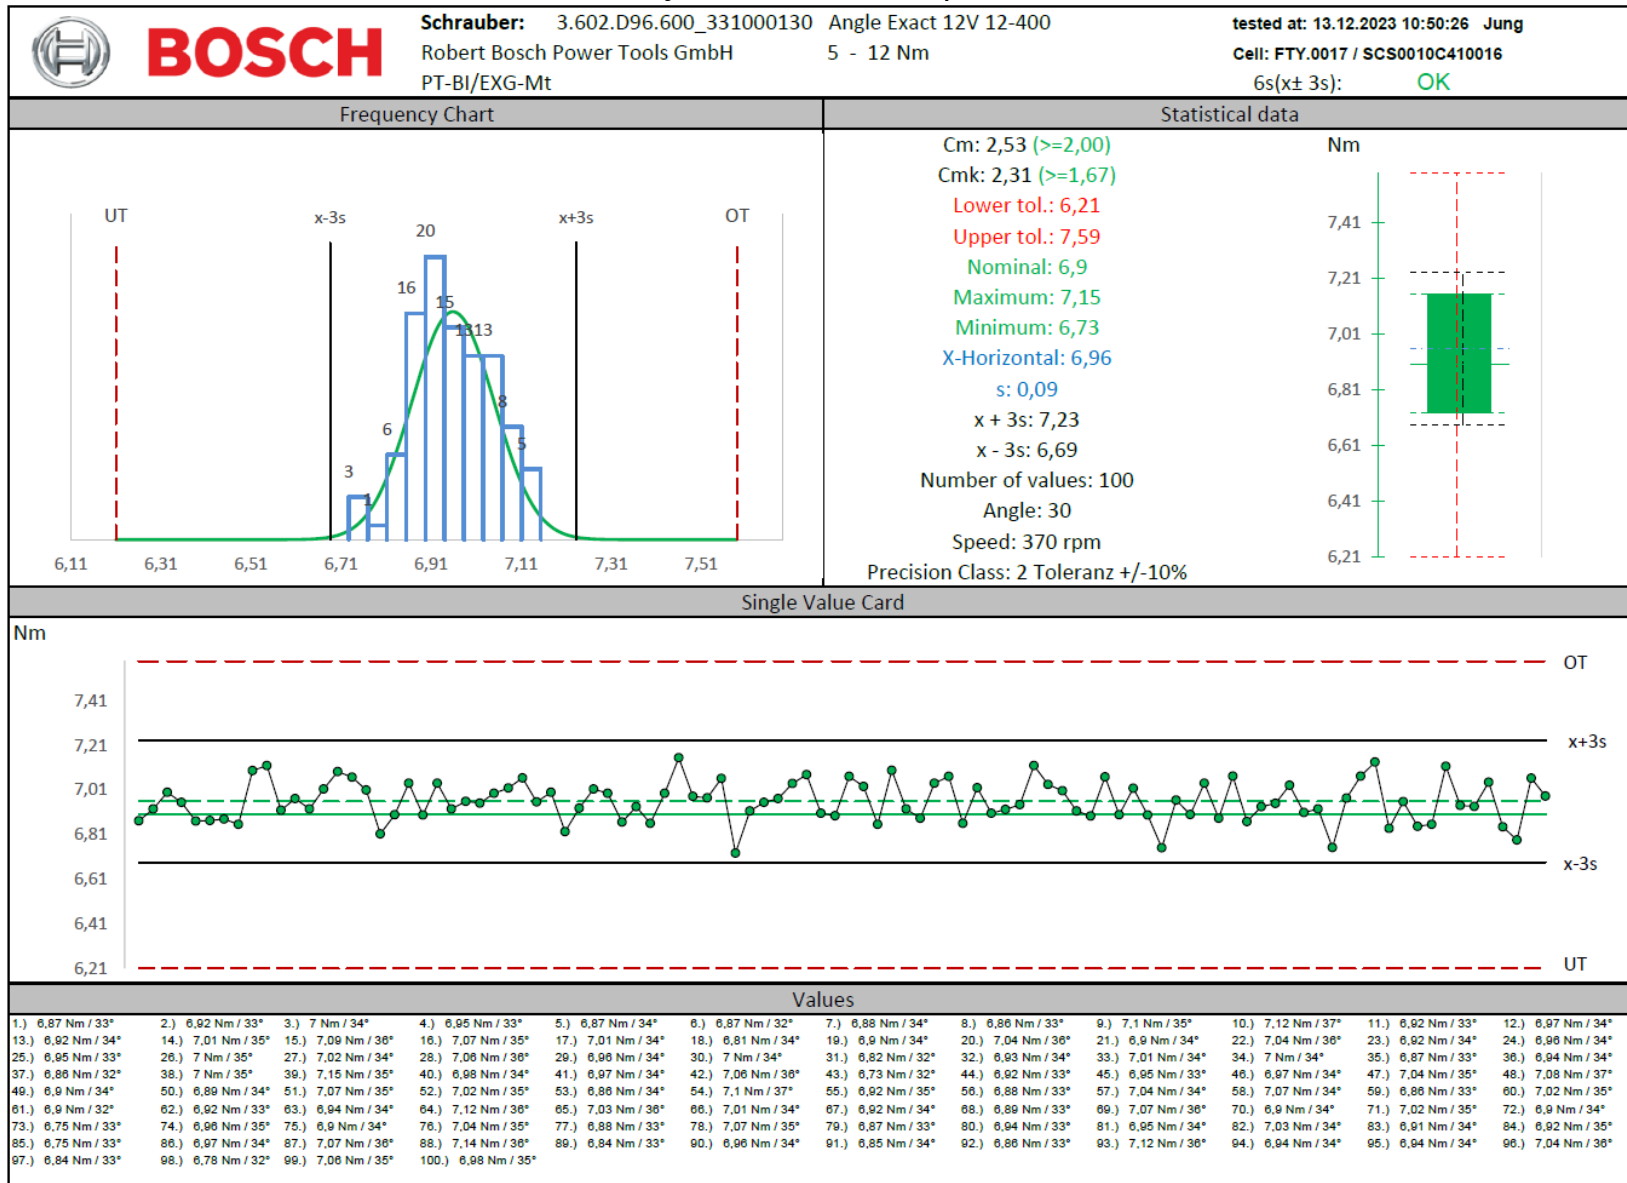 BOSCH
Schrauber: 3.602.D96.600_331000130 Angle Exact 12V 12-400
Robert Bosch Power Tools GmbH 5 - 12 Nm
PT-BI/EXG-Mt
tested at: 13.12.2023 10:50:26 Jung
Cell: FTY.0017 / SCS0010C410016
6s(x± 3s): OK
Frequency Chart
UT x-3s x+3s OT
20
16
15
1313
8
6
5
3
1
6,11 6,31 6,51 6,71 6,91 7,11 7,31 7,51
Statistical data
Cm: 2,53 (>=2,00)
Cmk: 2,31 (>=1,67)
Lower tol.: 6,21
Upper tol.: 7,59
Nominal: 6,9
Maximum: 7,15
Minimum: 6,73
X-Horizontal: 6,96
s: 0,09
x + 3s: 7,23
x - 3s: 6,69
Number of values: 100
Angle: 30
Speed: 370 rpm
Precision Class: 2 Toleranz +/-10%
Nm
7,41
7,21
7,01
6,81
6,61
6,41
6,21
Single Value Card
Nm
OT
7,41
7,21 x+3s
7,01
6,81
x-3s
6,61
6,41
6,21 UT
Values
1.) 6,87 Nm / 33° 2.) 6,92 Nm / 33° 3.) 7 Nm / 34° 4.) 6,95 Nm / 33° 5.) 6,87 Nm / 34° 6.) 6,87 Nm / 32° 7.) 6,88 Nm / 34° 8.) 6,86 Nm / 33° 9.) 7,1 Nm / 35° 10.) 7,12 Nm / 37° 11.) 6,92 Nm / 33° 12.) 6,97 Nm / 34°
13.) 6,92 Nm / 34° 14.) 7,01 Nm / 35° 15.) 7,09 Nm / 36° 16.) 7,07 Nm / 35° 17.) 7,01 Nm / 34° 18.) 6,81 Nm / 34° 19.) 6,9 Nm / 34° 20.) 7,04 Nm / 36° 21.) 6,9 Nm / 34° 22.) 7,04 Nm / 36° 23.) 6,92 Nm / 34° 24.) 6,96 Nm / 34°
25.) 6,95 Nm / 33° 26.) 7 Nm / 35° 27.) 7,02 Nm / 34° 28.) 7,06 Nm / 36° 29.) 6,96 Nm / 34° 30.) 7 Nm / 34° 31.) 6,82 Nm / 32° 32.) 6,93 Nm / 34° 33.) 7,01 Nm / 34° 34.) 7 Nm / 34° 35.) 6,87 Nm / 33° 36.) 6,94 Nm / 34°
37.) 6,86 Nm / 32° 38.) 7 Nm / 35° 39.) 7,15 Nm / 35° 40.) 6,98 Nm / 34° 41.) 6,97 Nm / 34° 42.) 7,06 Nm / 36° 43.) 6,73 Nm / 32° 44.) 6,92 Nm / 33° 45.) 6,95 Nm / 33° 46.) 6,97 Nm / 34° 47.) 7,04 Nm / 35° 48.) 7,08 Nm / 37°
49.) 6,9 Nm / 34° 50.) 6,89 Nm / 34° 51.) 7,07 Nm / 35° 52.) 7,02 Nm / 35° 53.) 6,86 Nm / 34° 54.) 7,1 Nm / 37° 55.) 6,92 Nm / 35° 56.) 6,88 Nm / 33° 57.) 7,04 Nm / 34° 58.) 7,07 Nm / 34° 59.) 6,86 Nm / 33° 60.) 7,02 Nm / 35°
61.) 6,9 Nm / 32° 62.) 6,92 Nm / 33° 63.) 6,94 Nm / 34° 64.) 7,12 Nm / 36° 65.) 7,03 Nm / 36° 66.) 7,01 Nm / 34° 67.) 6,92 Nm / 34° 68.) 6,89 Nm / 33° 69.) 7,07 Nm / 36° 70.) 6,9 Nm / 34° 71.) 7,02 Nm / 35° 72.) 6,9 Nm / 34°
73.) 6,75 Nm / 33° 74.) 6,96 Nm / 35° 75.) 6,9 Nm / 34° 76.) 7,04 Nm / 35° 77.) 6,88 Nm / 33° 78.) 7,07 Nm / 35° 79.) 6,87 Nm / 33° 80.) 6,94 Nm / 33° 81.) 6,95 Nm / 34° 82.) 7,03 Nm / 34° 83.) 6,91 Nm / 34° 84.) 6,92 Nm / 35°
85.) 6,75 Nm / 33° 86.) 6,97 Nm / 34° 87.) 7,07 Nm / 36° 88.) 7,14 Nm / 36° 89.) 6,84 Nm / 33° 90.) 6,96 Nm / 34° 91.) 6,85 Nm / 34° 92.) 6,86 Nm / 33° 93.) 7,12 Nm / 36° 94.) 6,94 Nm / 34° 95.) 6,94 Nm / 34° 96.) 7,04 Nm / 36°
97.) 6,84 Nm / 33° 98.) 6,78 Nm / 32° 99.) 7,06 Nm / 35° 100.) 6,98 Nm / 35°